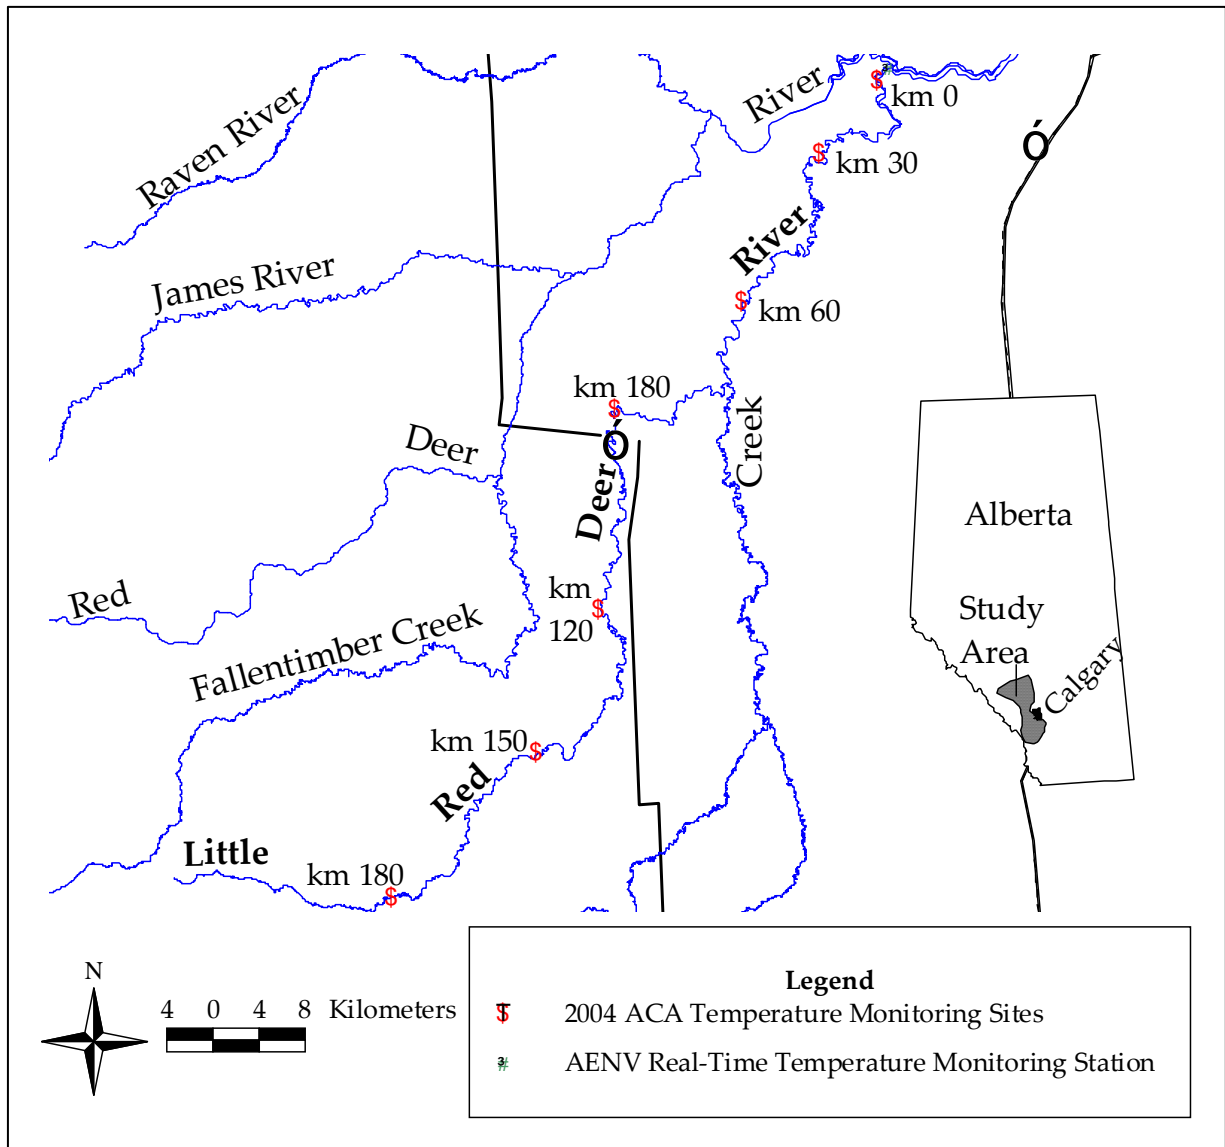 River
km 0
Raven River
km 30
River
James River
km 60
km 180
Deer
Creek
Deer
Alberta
Red
km
120
Study
Area
Fallentimber Creek
Calgary
km 150
Red
Little
km 180
N
4 0 4 8 Kilometers
Legend
2004 ACA Temperature Monitoring Sites
AENV Real-Time Temperature Monitoring Station